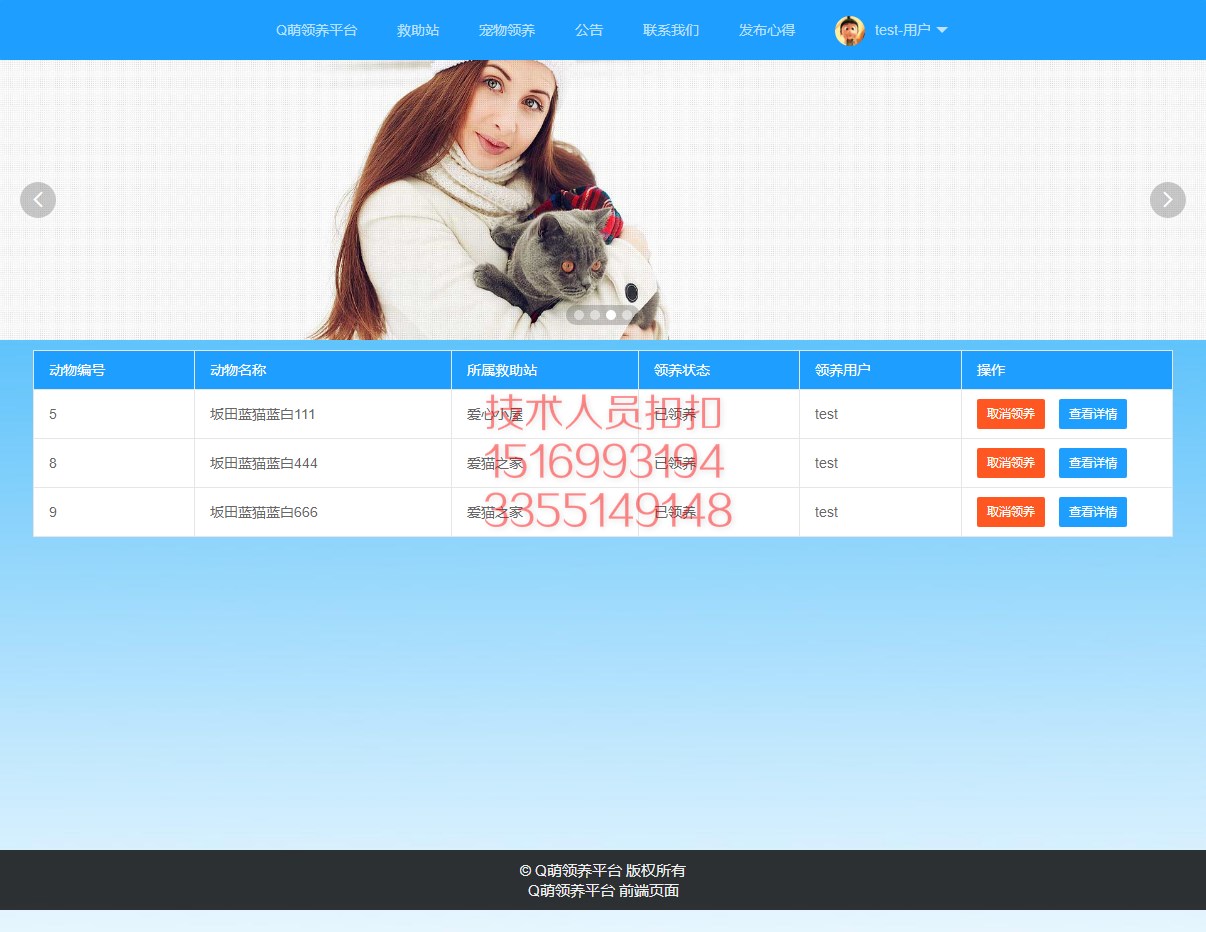 Q萌领养平台 救助站 宠物领养 公告 联系我们 发布心得 test-用户
动物编号 动物名称 所属救助站 领养状态 领养用户 操作
5 坂田蓝猫蓝白111 爱心小屋 已领养 test 取消领养 查看详情
8 坂田蓝猫蓝白444 爱猫之家 已领养 test 取消领养 查看详情
9 坂田蓝猫蓝白666 爱猫之家 已领养 test 取消领养 查看详情
技术人员扣扣
1516993194
3355149148
© Q萌领养平台 版权所有
Q萌领养平台 前端页面